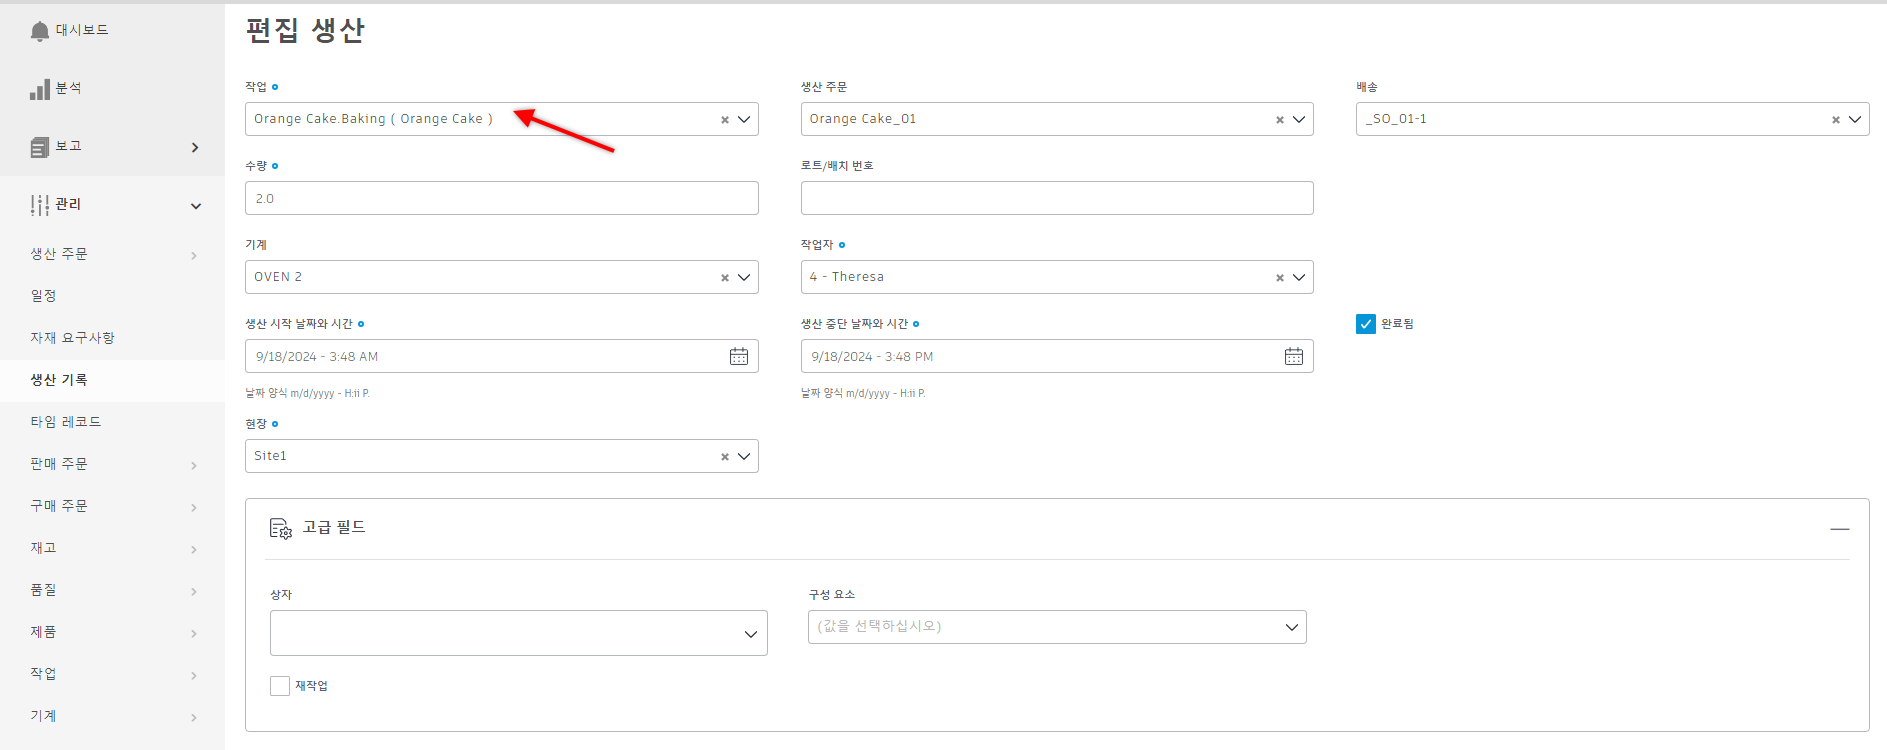 대시보드
분석
보고
관리
생산 주문
일정
자재 요구사항
생산 기록
타임 레코드
판매 주문
구매 주문
재고
품질
제품
작업
기계
편집 생산
작업
Orange Cake.Baking ( Orange Cake )
생산 주문
Orange Cake_01
배송
_SO_01-1
수량
2.0
로트/배치 번호
기계
OVEN 2
작업자
4 - Theresa
생산 시작 날짜와 시간
9/18/2024 - 3:48 AM
날짜 양식 m/d/yyyy - H:ii P.
생산 중단 날짜와 시간
9/18/2024 - 3:48 PM
날짜 양식 m/d/yyyy - H:ii P.
완료됨
현장
Site1
고급 필드
상자
구성 요소
(값을 선택하십시오)
재작업